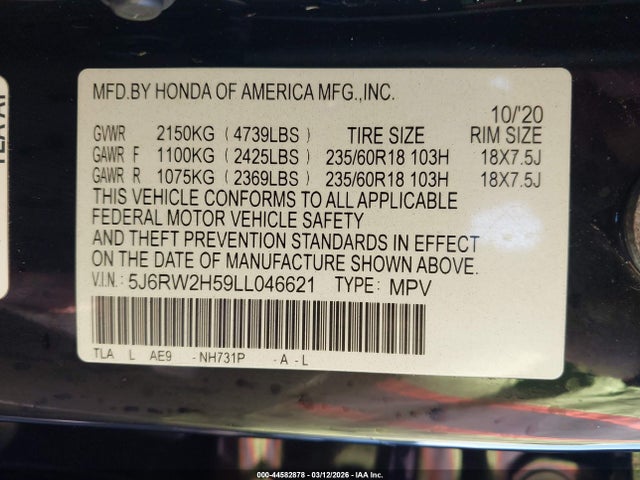 MFD.BY HONDA OF AMERICA MFG.,INC.
10/'20
GVWR 2150KG ( 4739LBS ) TIRE SIZE RIM SIZE
GAWR F 1100KG ( 2425LBS ) 235/60R18 103H 18X7.5J
GAWR R 1075KG ( 2369LBS ) 235/60R18 103H 18X7.5J
THIS VEHICLE CONFORMS TO ALL APPLICABLE
FEDERAL MOTOR VEHICLE SAFETY
AND THEFT PREVENTION STANDARDS IN EFFECT
ON THE DATE OF MANUFACTURE SHOWN ABOVE.
V.I.N.: 5J6RW2H59LL046621 TYPE: MPV
TLA L AE9 -NH731P -A-L
000-44582878 - 03/12/2026 - IAA Inc.